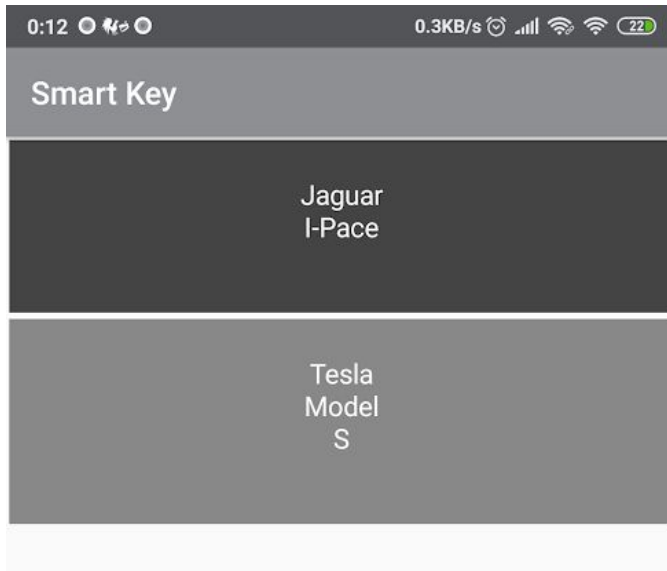 0:12
0.3KB/s
22
Smart Key
Jaguar
I-Pace
Tesla
Model
S